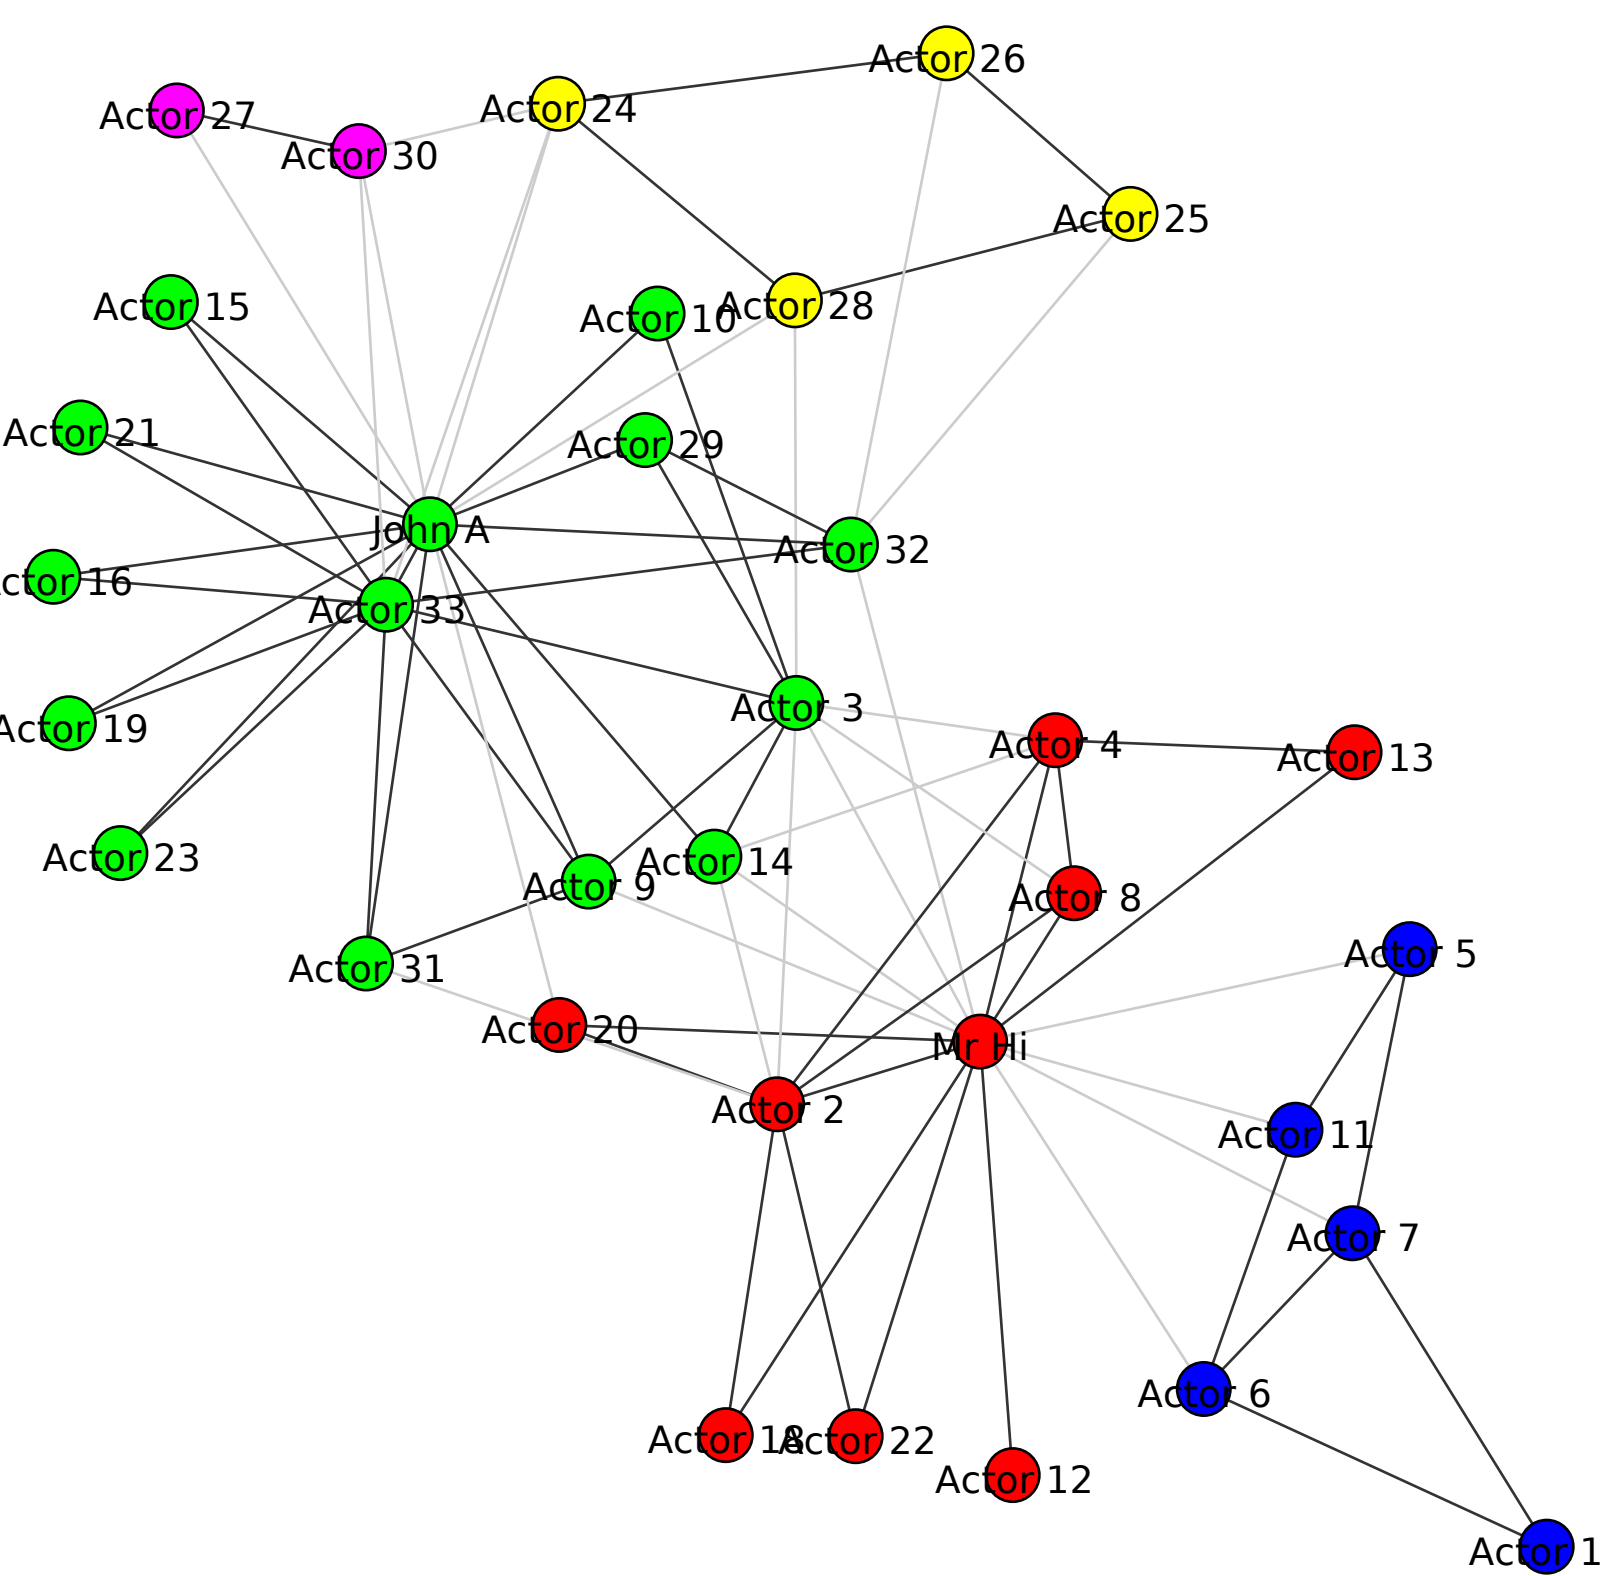 Actor 26
Actor 24
Actor 27
Actor 30
Actor 25
Actor 15
Actor 10
Actor 28
Actor 21
Actor 29
John A
Actor 32
ctor 16
Actor 33
Actor 3
Actor 19
Actor 4
Actor 13
Actor 23
Actor 14
Actor 9
Actor 8
Actor 5
Actor 31
Actor 20
Mr Hi
Actor 2
Actor 11
Actor 7
Actor 6
Actor 18
Actor 22
Actor 12
Actor 1